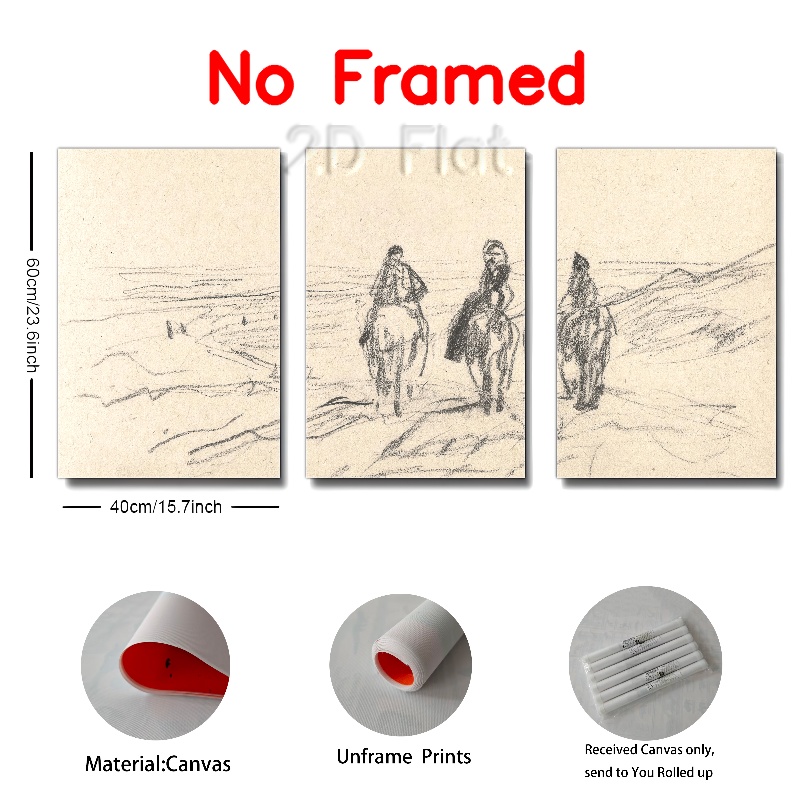 No Framed
2D Flat
60cm/23.6inch
40cm/15.7inch
Material:Canvas
Unframe Prints
Received Canvas only,
send to You Rolled up